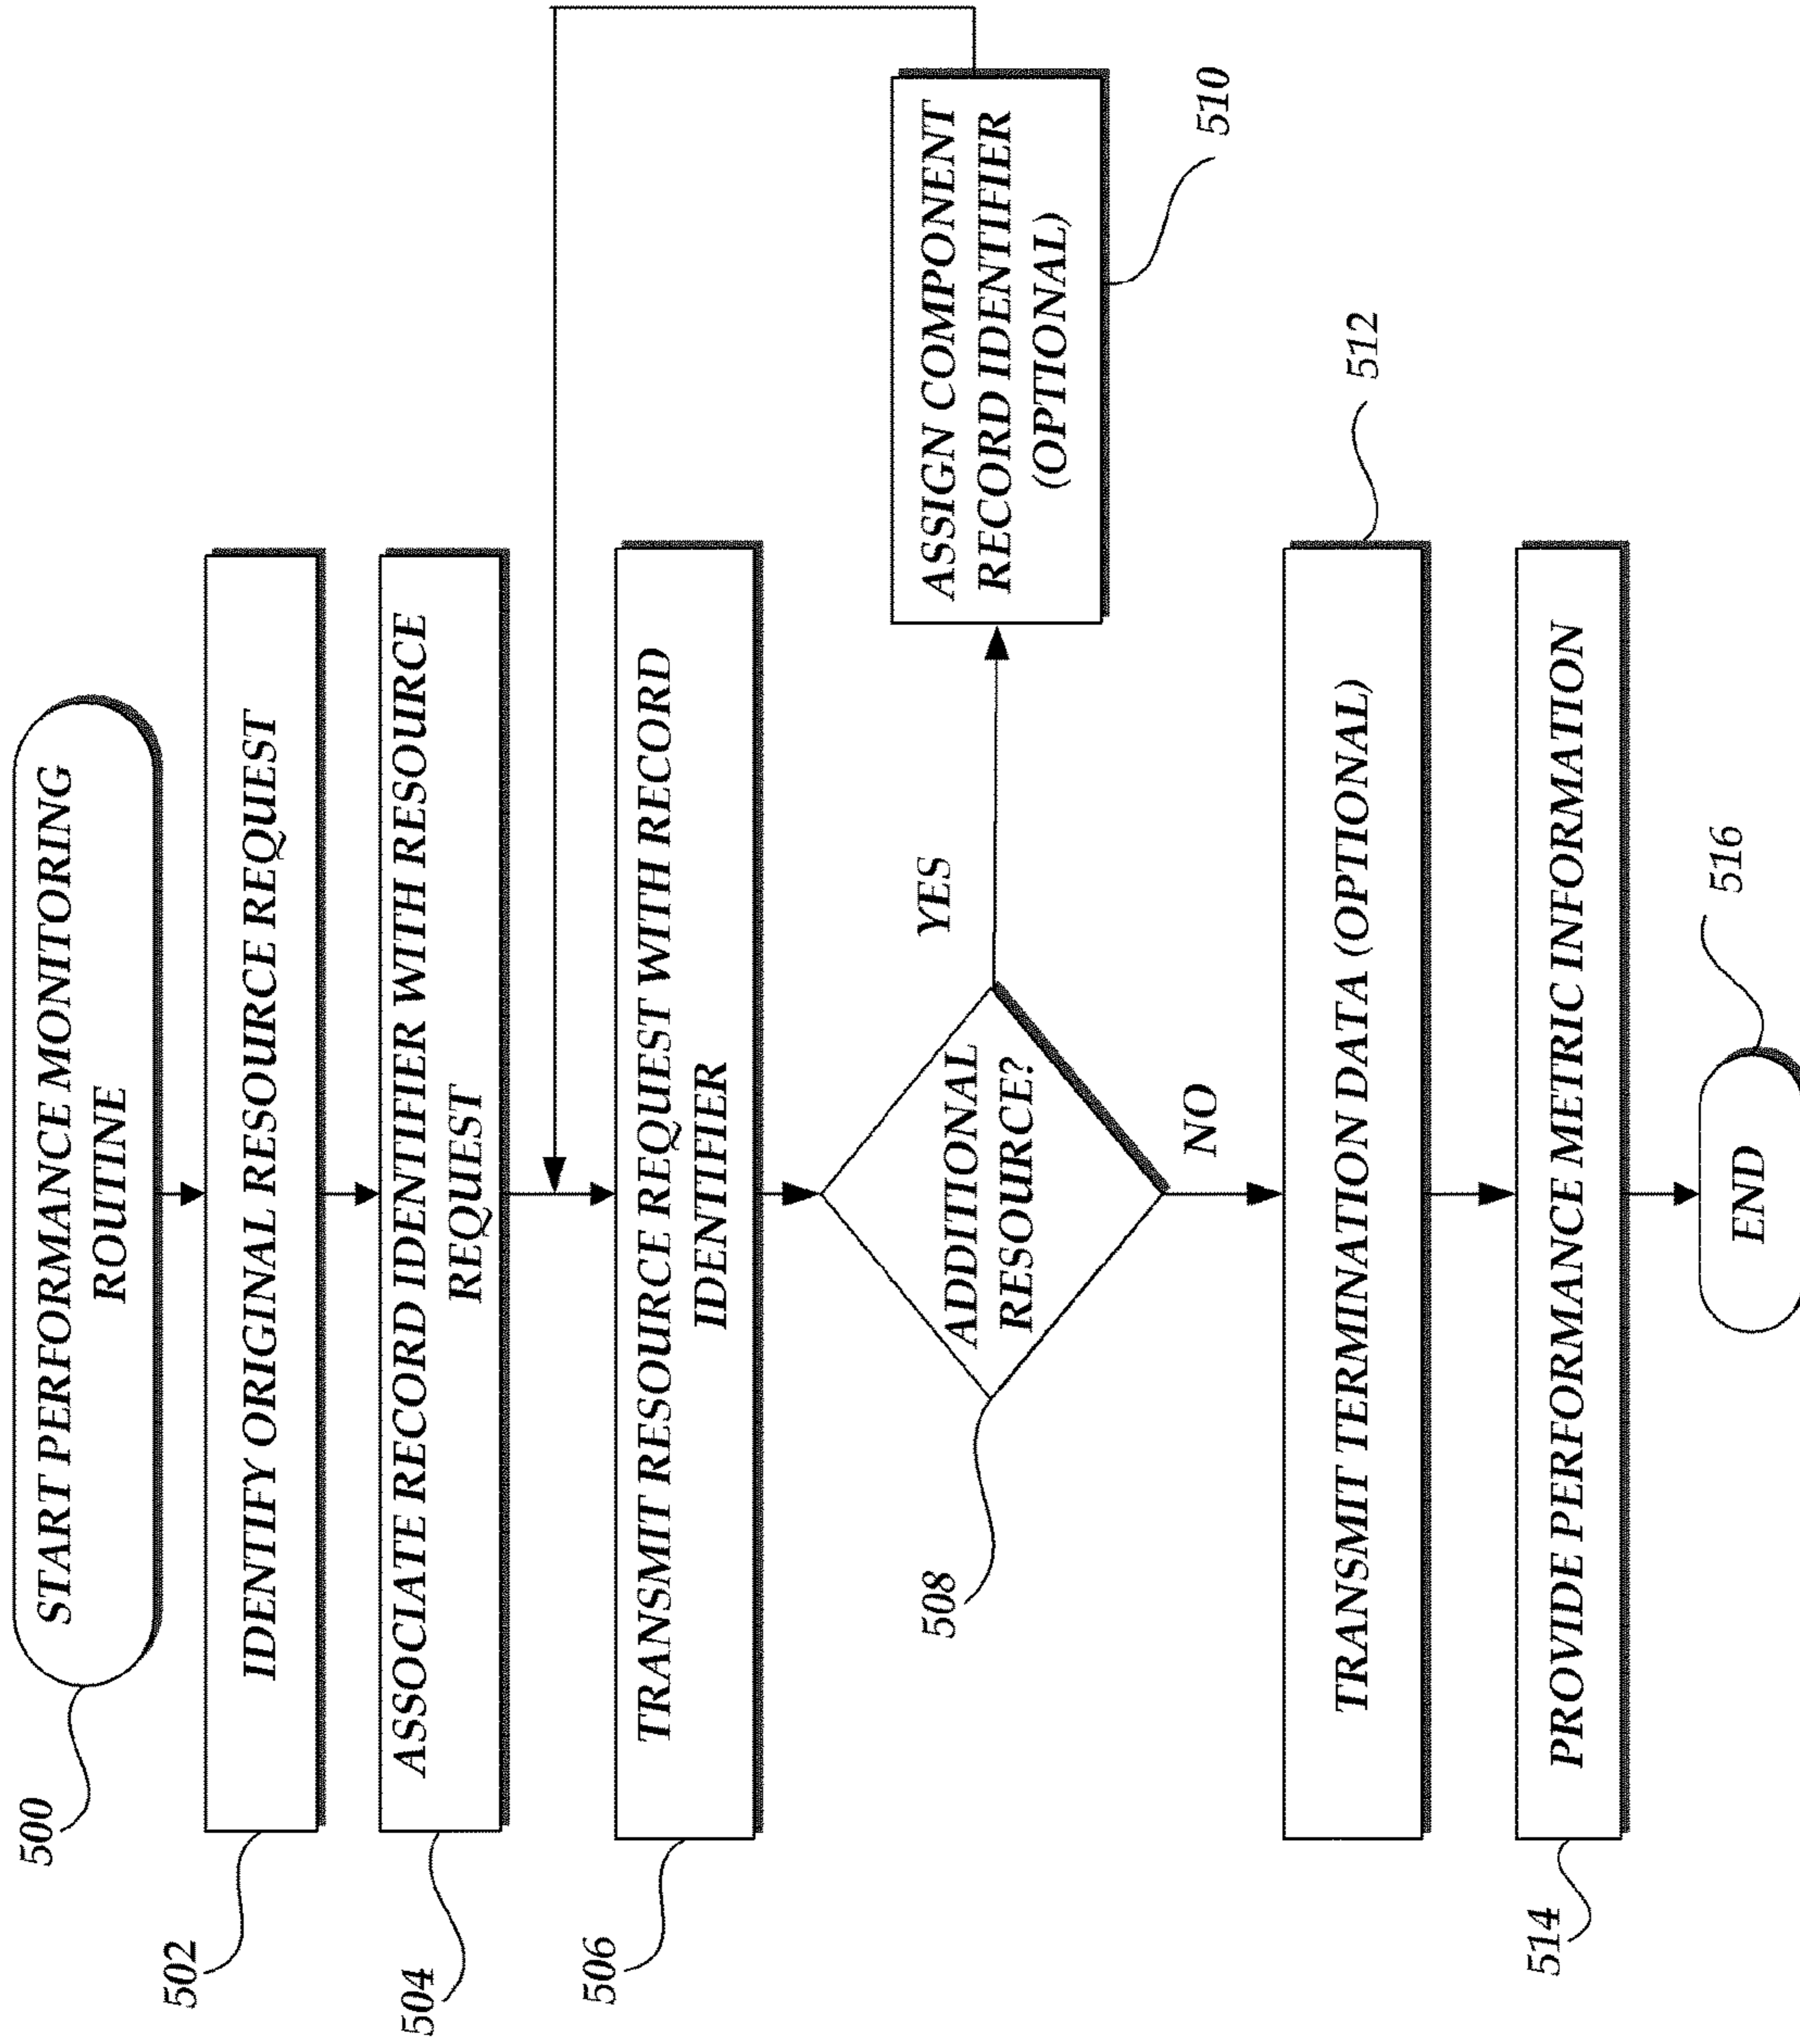 500
START PERFORMANCE MONITORING
ROUTINE
502
IDENTIFY ORIGINAL RESOURCE REQUEST
504
ASSOCIATE RECORD IDENTIFIER WITH RESOURCE
REQUEST
506
TRANSMIT RESOURCE REQUEST WITH RECORD
IDENTIFIER
508
ADDITIONAL
RESOURCE?
YES
ASSIGN COMPONENT
RECORD IDENTIFIER
(OPTIONAL)
510
NO
TRANSMIT TERMINATION DATA (OPTIONAL)
512
514
PROVIDE PERFORMANCE METRIC INFORMATION
END
516